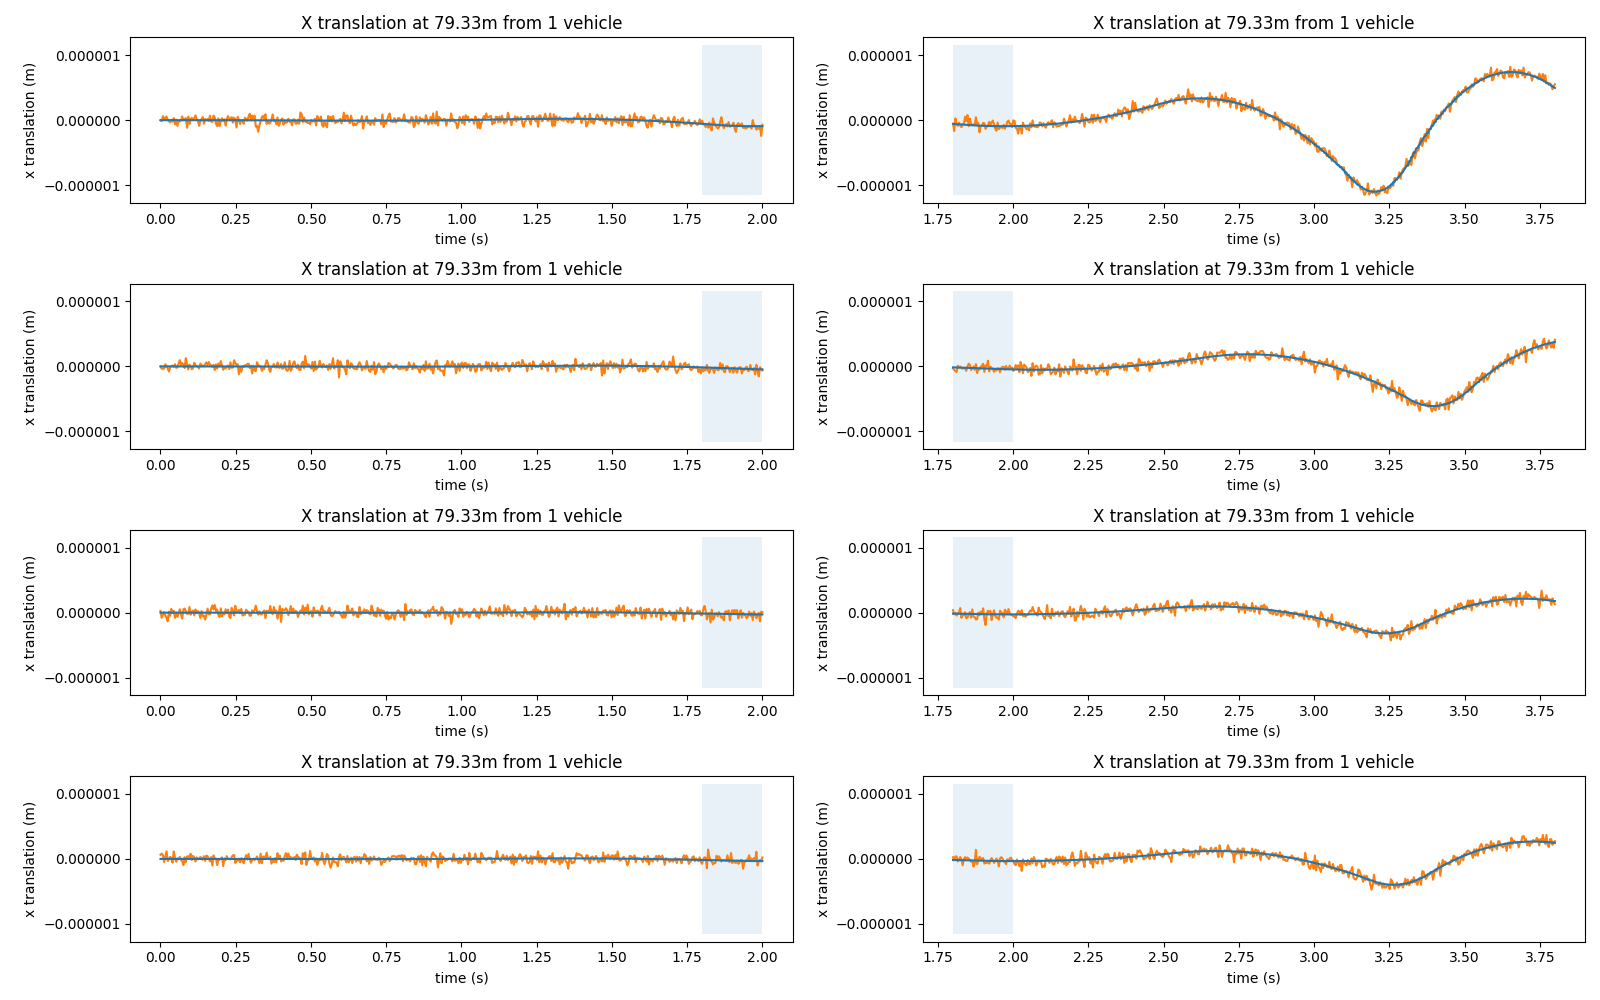 X translation at 79.33m from 1 vehicle
x translation (m)
0.000001
0.000000
−0.000001
0.00 0.25 0.50 0.75 1.00 1.25 1.50 1.75 2.00
time (s)
X translation at 79.33m from 1 vehicle
x translation (m)
0.000001
0.000000
−0.000001
1.75 2.00 2.25 2.50 2.75 3.00 3.25 3.50 3.75
time (s)
X translation at 79.33m from 1 vehicle
x translation (m)
0.000001
0.000000
−0.000001
0.00 0.25 0.50 0.75 1.00 1.25 1.50 1.75 2.00
time (s)
X translation at 79.33m from 1 vehicle
x translation (m)
0.000001
0.000000
−0.000001
1.75 2.00 2.25 2.50 2.75 3.00 3.25 3.50 3.75
time (s)
X translation at 79.33m from 1 vehicle
x translation (m)
0.000001
0.000000
−0.000001
0.00 0.25 0.50 0.75 1.00 1.25 1.50 1.75 2.00
time (s)
X translation at 79.33m from 1 vehicle
x translation (m)
0.000001
0.000000
−0.000001
1.75 2.00 2.25 2.50 2.75 3.00 3.25 3.50 3.75
time (s)
X translation at 79.33m from 1 vehicle
x translation (m)
0.000001
0.000000
−0.000001
0.00 0.25 0.50 0.75 1.00 1.25 1.50 1.75 2.00
time (s)
X translation at 79.33m from 1 vehicle
x translation (m)
0.000001
0.000000
−0.000001
1.75 2.00 2.25 2.50 2.75 3.00 3.25 3.50 3.75
time (s)